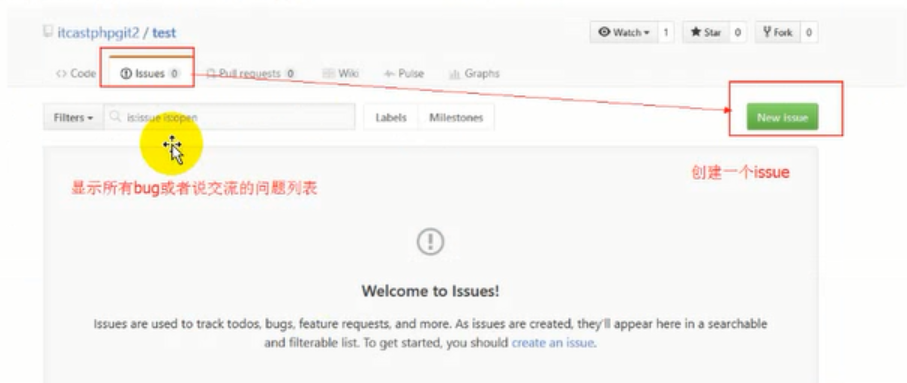 itcastphpgit2 / test
Watch 1 Star 0 Fork 0
Code Issues 0 Pull requests 0 Wiki Pulse Graphs
Filters is:issue is:open Labels Milestones New issue
显示所有bug或者说交流的问题列表
创建一个issue
Welcome to Issues!
Issues are used to track todos, bugs, feature requests, and more. As issues are created, they'll appear here in a searchable
and filterable list. To get started, you should create an issue.